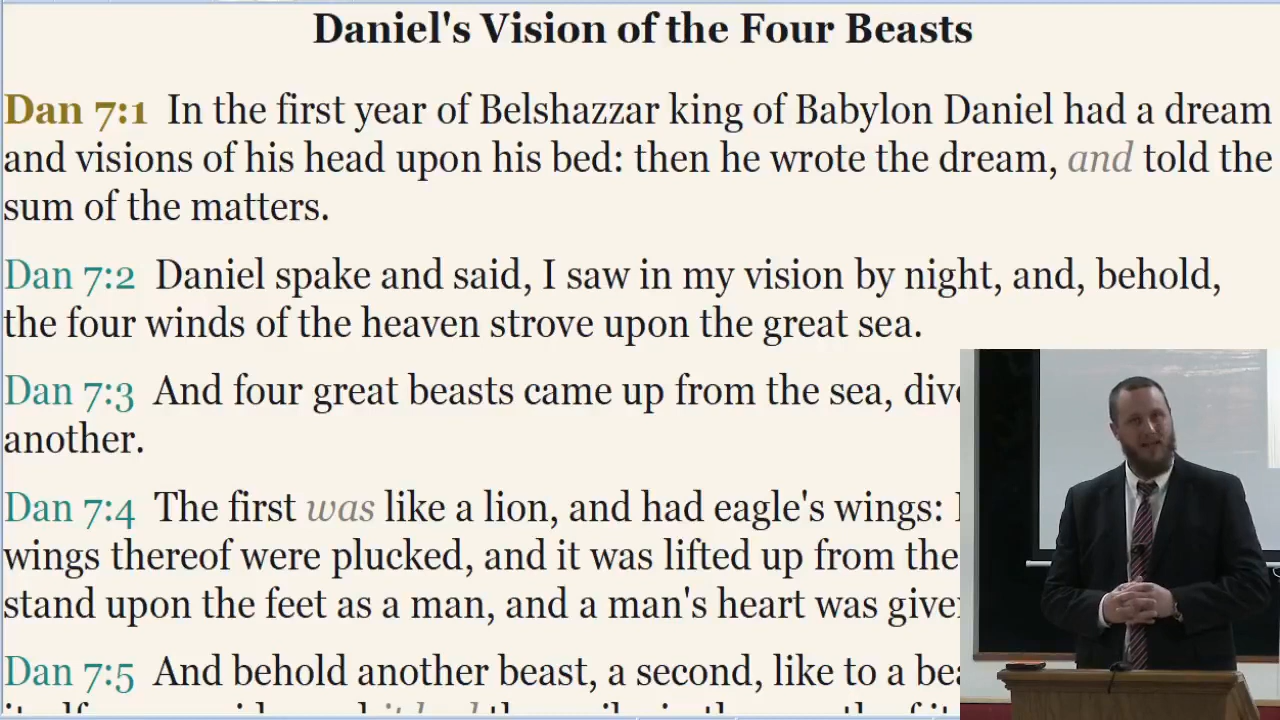 Daniel's Vision of the Four Beasts
Dan 7:1 In the first year of Belshazzar king of Babylon Daniel had a dream
and visions of his head upon his bed: then he wrote the dream, and told the
sum of the matters.
Dan 7:2 Daniel spake and said, I saw in my vision by night, and, behold,
the four winds of the heaven strove upon the great sea.
Dan 7:3 And four great beasts came up from the sea,
another.
Dan 7:4 The first was like a lion, and had eagle's wings:
wings thereof were plucked, and it was lifted up from the
stand upon the feet as a man, and a man's heart was
Dan 7:5 And behold another beast, a second, like to a